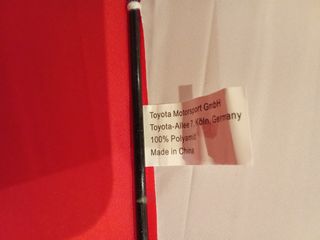 Toyota Motorsport GmbH
Toyota-Allee 7, Köln, Germany
100% Polyamid
Made in China